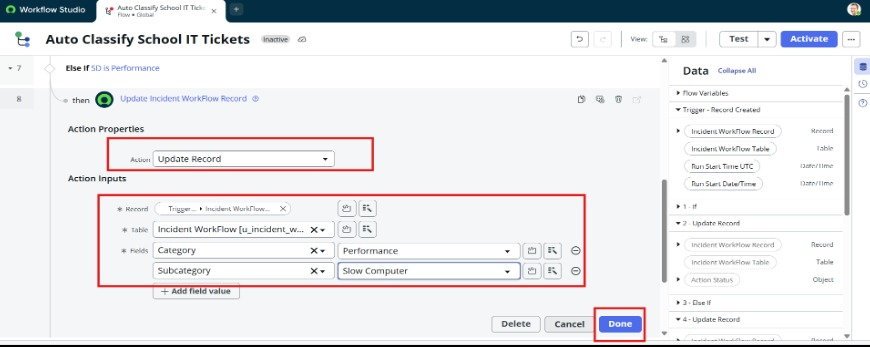 Workflow Studio
Auto Classify School IT Ticket
Flow • Global
Auto Classify School IT Tickets
Inactive
View:
Test
Activate
7
Else If SD is Performance
8
then
Update Incident WorkFlow Record
Action Properties
Action
Update Record
Action Inputs
Record
Trigger... ▸ Incident WorkFlow...
Table
Incident WorkFlow [u_incident_w...
Fields
Category
Performance
Subcategory
Slow Computer
+ Add field value
Delete
Cancel
Done
Data
Collapse All
Flow Variables
Trigger - Record Created
Incident WorkFlow Record Record
Incident WorkFlow Table Table
Run Start Time UTC Date/Time
Run Start Date/Time Date/Time
1 - If
2 - Update Record
Incident WorkFlow Record Record
Incident WorkFlow Table Table
Action Status Object
3 - Else If
4 - Update Record
Incident WorkFlow Record Record